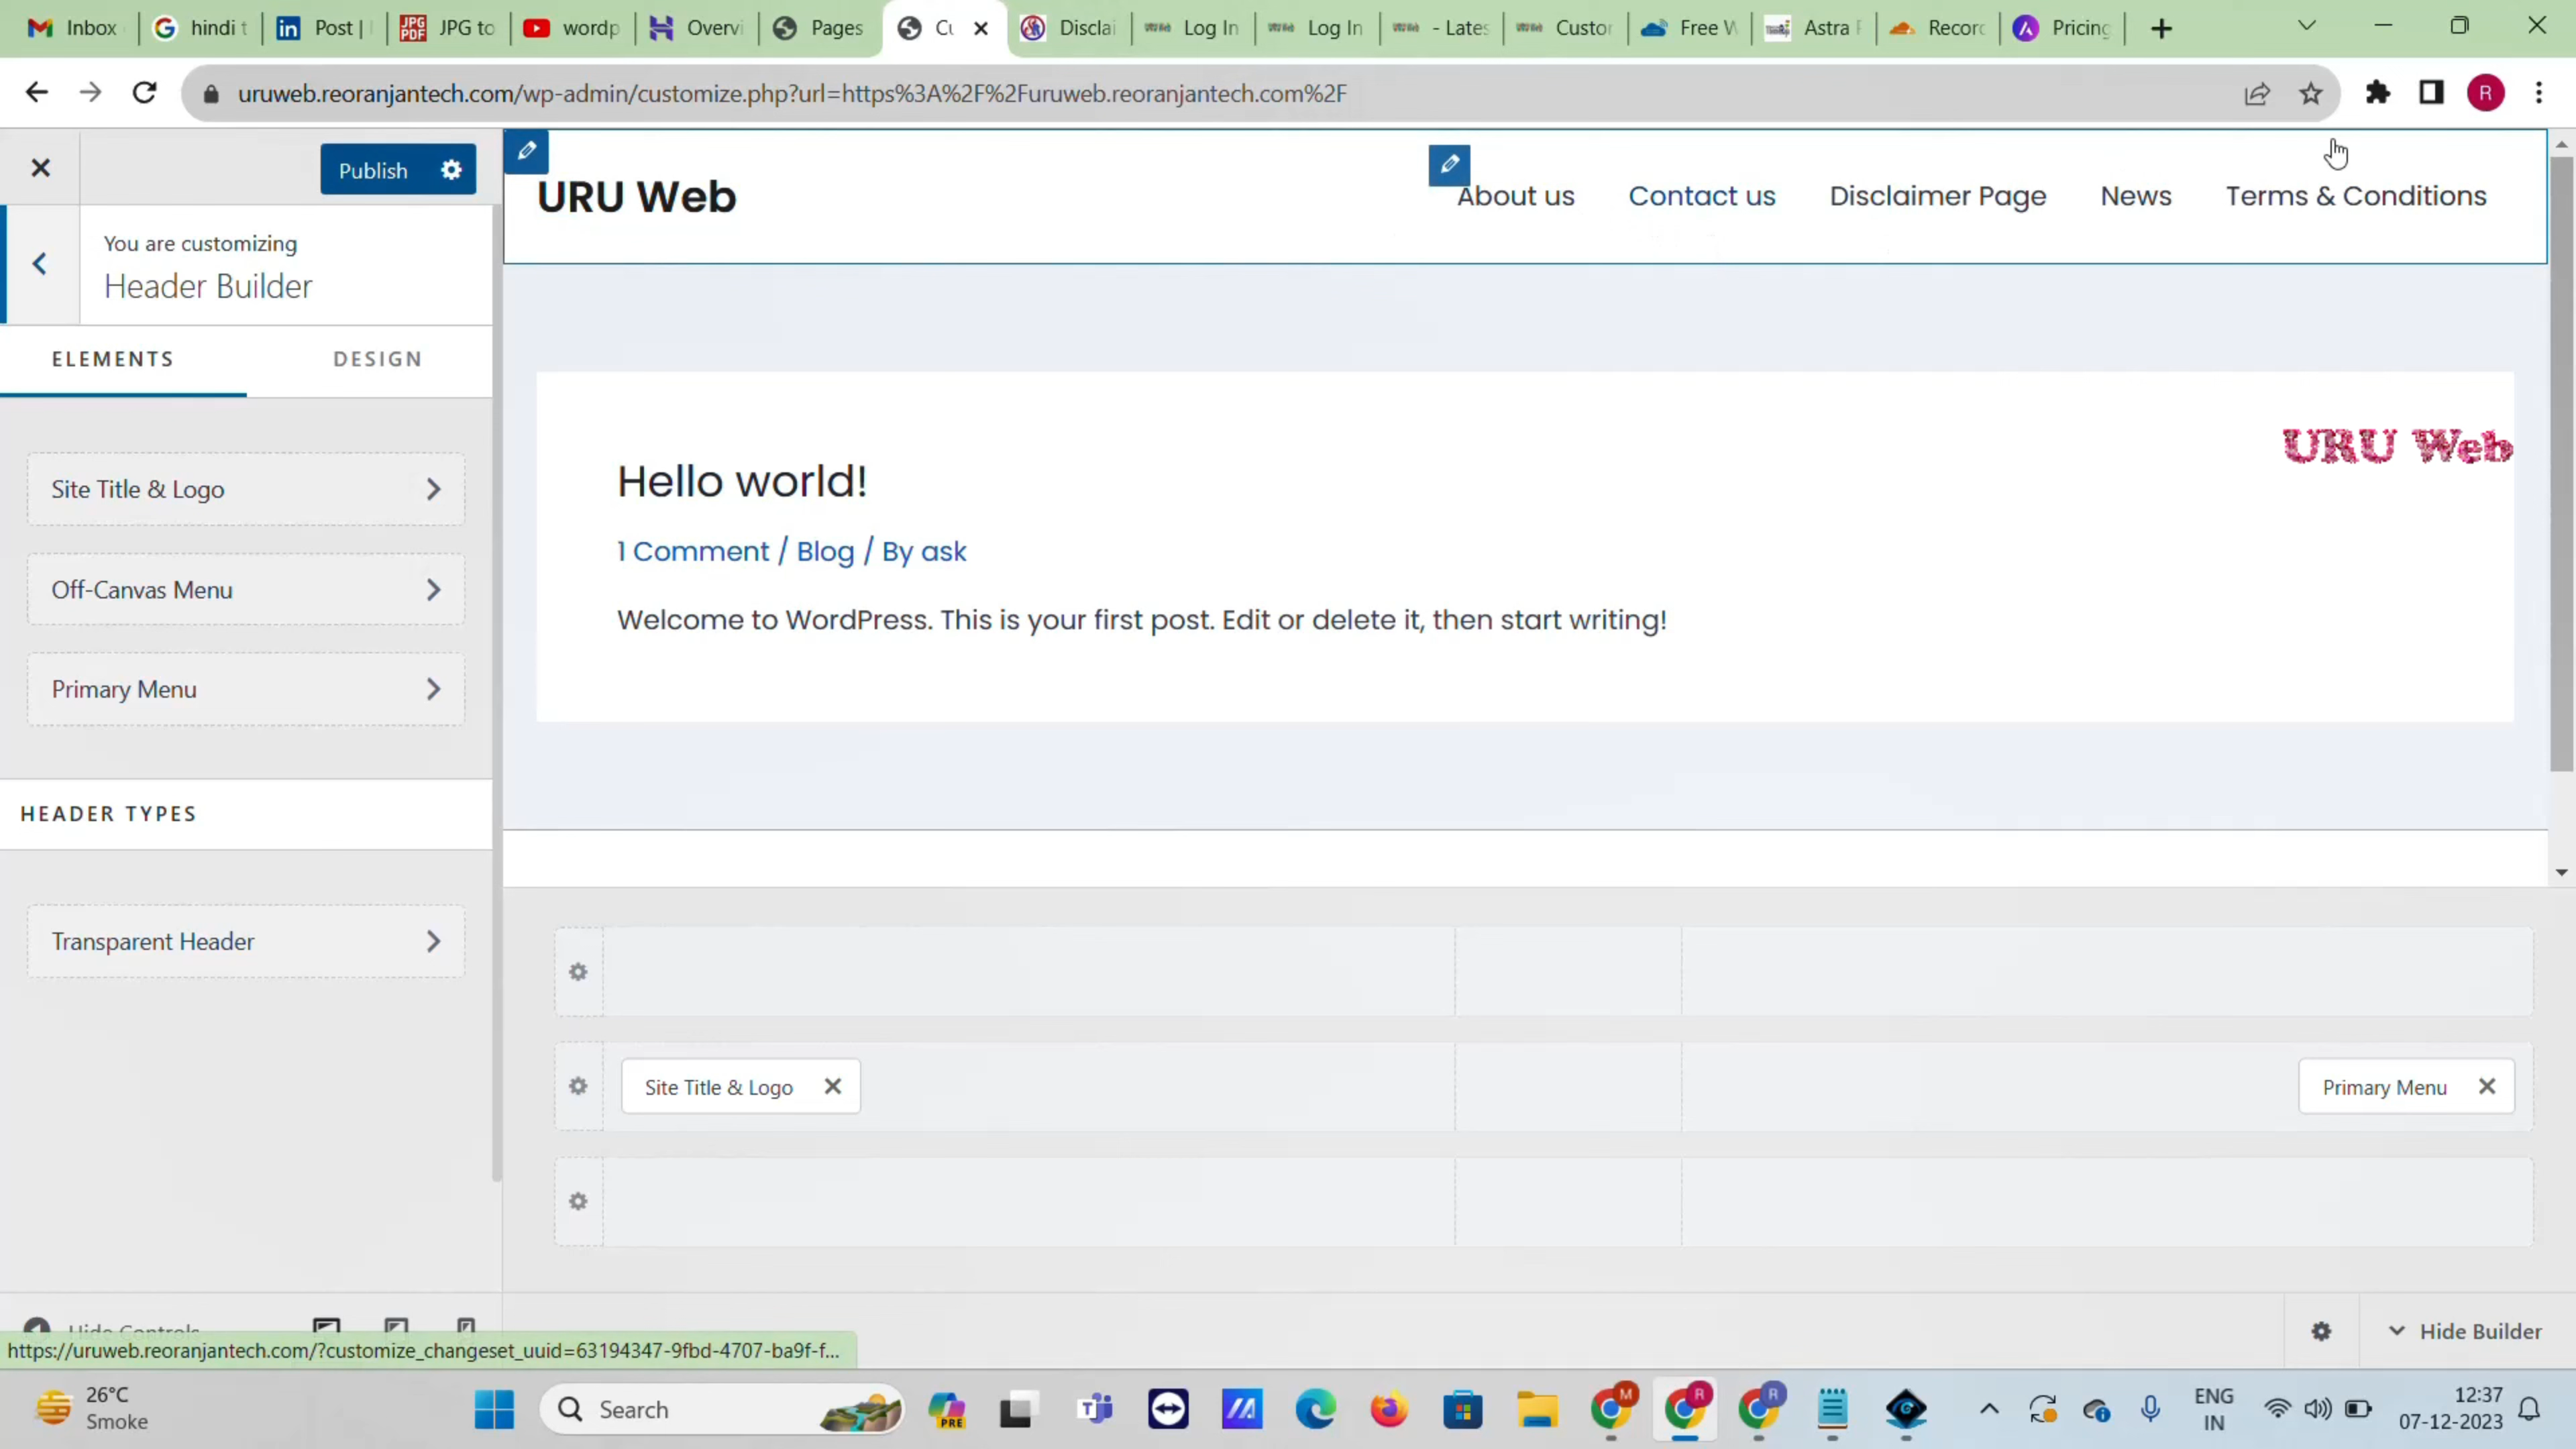 Inbox
hindi t
Post |
JPG to
wordp
Overvi
Pages
Cu
Disclai
Log In
Log In
- Lates
Custor
Free W
Astra F
Record
Pricing
uruweb.reoranjantech.com/wp-admin/customize.php?url=https%3A%2F%2Furuweb.reoranjantech.com%2F
R
Publish
You are customizing
Header Builder
ELEMENTS
DESIGN
Site Title & Logo
Off-Canvas Menu
Primary Menu
HEADER TYPES
Transparent Header
Hide Controls
https://uruweb.reoranjantech.com/?customize_changeset_uuid=63194347-9fbd-4707-ba9f-f...
URU Web
About us
Contact us
Disclaimer Page
News
Terms & Conditions
URU Web
Hello world!
1 Comment / Blog / By ask
Welcome to WordPress. This is your first post. Edit or delete it, then start writing!
Site Title & Logo
Primary Menu
Hide Builder
26°C
Smoke
Search
PRE
M
R
R
ENG
IN
12:37
07-12-2023